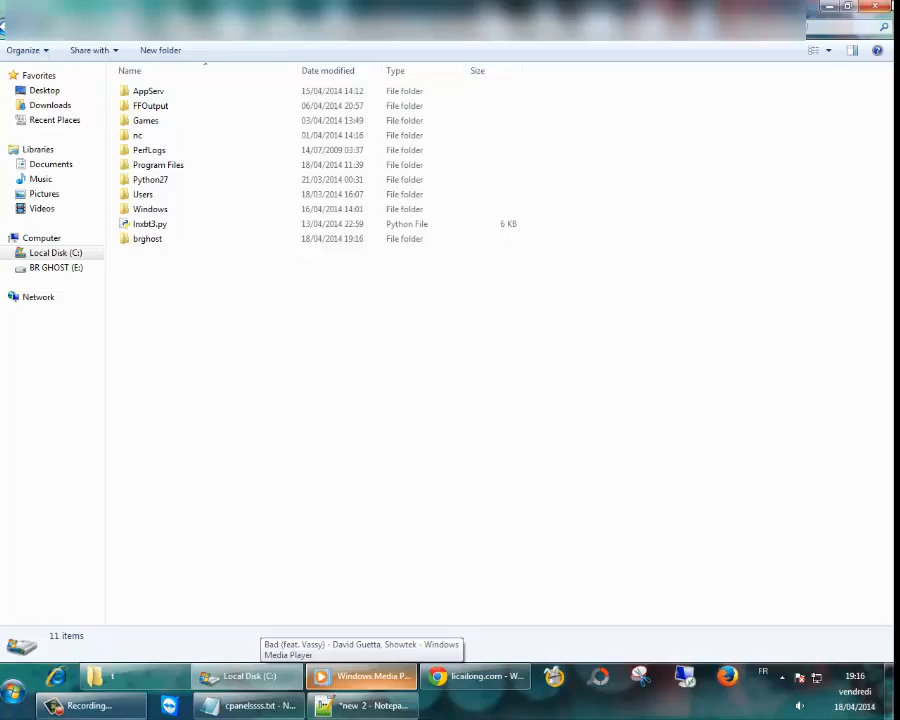 Organize Share with New folder
Name Date modified Type Size
Favorites
Desktop
Downloads
Recent Places
Libraries
Documents
Music
Pictures
Videos
Computer
Local Disk (C:)
BR GHOST (E:)
Network
AppServ 15/04/2014 14:12 File folder
FFOutput 06/04/2014 20:57 File folder
Games 03/04/2014 13:49 File folder
nc 01/04/2014 14:16 File folder
PerfLogs 14/07/2009 03:37 File folder
Program Files 18/04/2014 11:39 File folder
Python27 21/03/2014 00:31 File folder
Users 18/03/2014 16:07 File folder
Windows 16/04/2014 14:01 File folder
lnxbt3.py 13/04/2014 22:59 Python File 6 KB
brghost 18/04/2014 19:16 File folder
11 items
Bad (feat. Vassy) - David Guetta, Showtek - Windows
Media Player
t Local Disk (C:) Windows Media P... licailong.com - W... FR 19:16
vendredi
Recording... cpanelssss.txt - N... *new 2 - Notepa... 18/04/2014